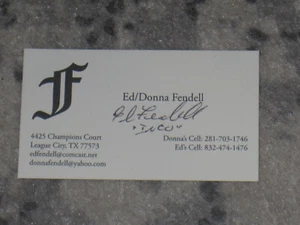 F
Ed/Donna Fendell
Ed Fendell
"INCO"
4425 Champions Court
League City, TX 77573
edfendell@comcast.net
donnafendell@yahoo.com
Donna's Cell: 281-703-1746
Ed's Cell: 832-474-1476